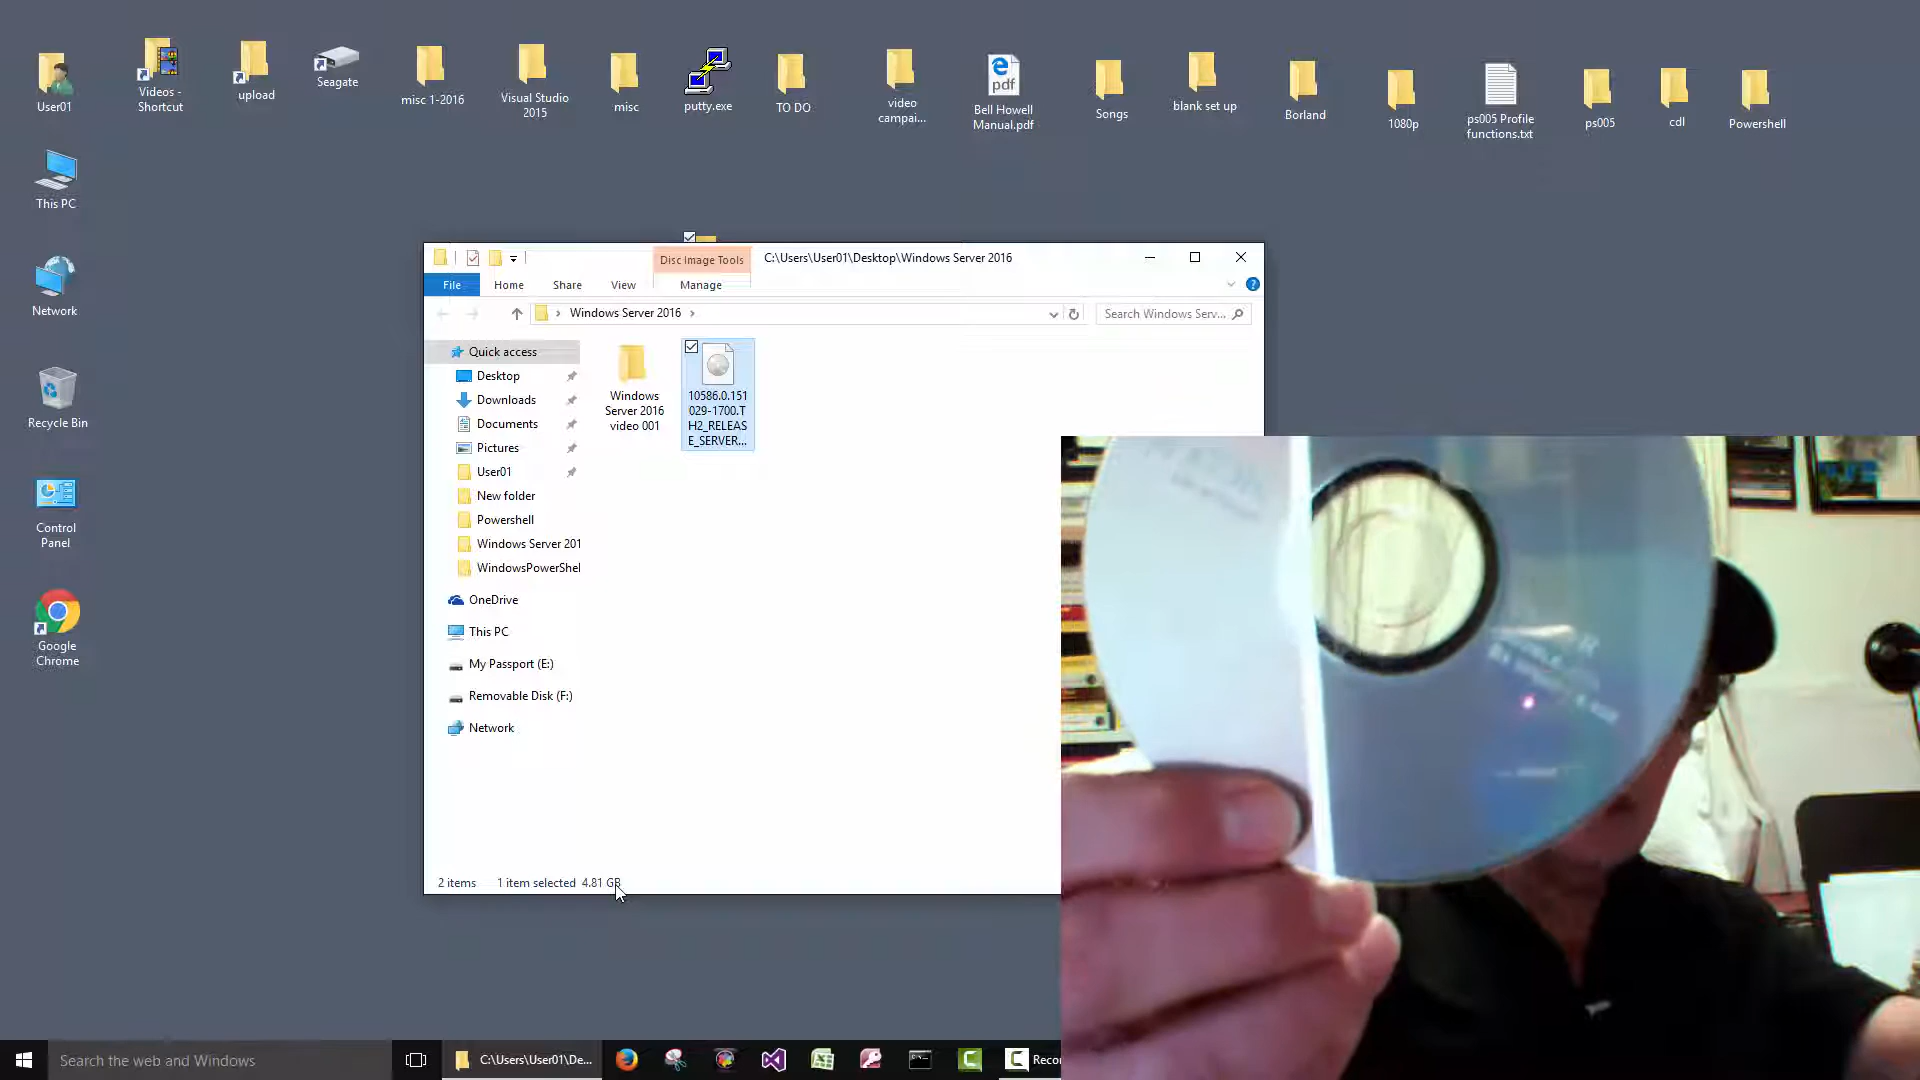 User01
Videos -
Shortcut
upload
Seagate
misc 1-2016
Visual Studio
2015
misc
putty.exe
TO DO
video
campai...
pdf
Bell Howell
Manual.pdf
Songs
blank set up
Borland
1080p
ps005 Profile
functions.txt
ps005
cdl
Powershell
This PC
Network
Recycle Bin
Control
Panel
Google
Chrome
Disc Image Tools
C:\Users\User01\Desktop\Windows Server 2016
File
Home
Share
View
Manage
Windows Server 2016
Search Windows Serv...
Quick access
Desktop
Downloads
Documents
Pictures
User01
New folder
Powershell
Windows Server 201
WindowsPowerShel
OneDrive
This PC
My Passport (E:)
Removable Disk (F:)
Network
Windows
Server 2016
video 001
10586.0.151
029-1700.T
H2_RELEAS
E_SERVER...
2 items
1 item selected 4.81 GB
Search the web and Windows
C:\Users\User01\De...
Reco